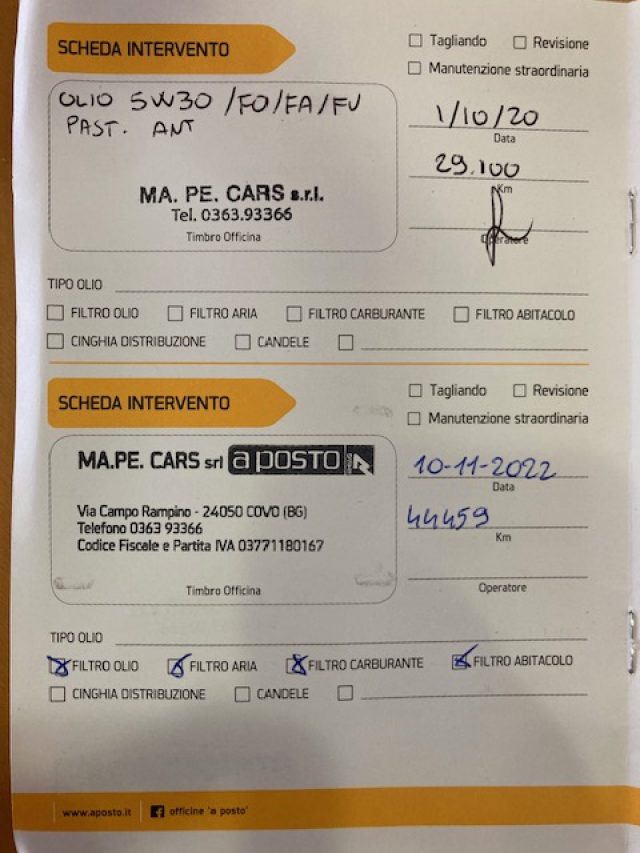 SCHEDA INTERVENTO
Tagliando Revisione
Manutenzione straordinaria
OLIO 5W30 /FO/FA/FU
PAST. ANT
1/10/20
Data
MA. PE. CARS s.r.l.
Tel. 0363.93366
29.100
Km
Timbro Officina
Operatore
TIPO OLIO
FILTRO OLIO FILTRO ARIA FILTRO CARBURANTE FILTRO ABITACOLO
CINGHIA DISTRIBUZIONE CANDELE
SCHEDA INTERVENTO
Tagliando Revisione
Manutenzione straordinaria
MA.PE. CARS srl a posto
10-11-2022
Data
Via Campo Rampino - 24050 COVO (BG)
Telefono 0363 93366
Codice Fiscale e Partita IVA 03771180167
44459
Km
Timbro Officina
Operatore
TIPO OLIO
FILTRO OLIO FILTRO ARIA FILTRO CARBURANTE FILTRO ABITACOLO
CINGHIA DISTRIBUZIONE CANDELE
www.aposto.it officine 'a posto'